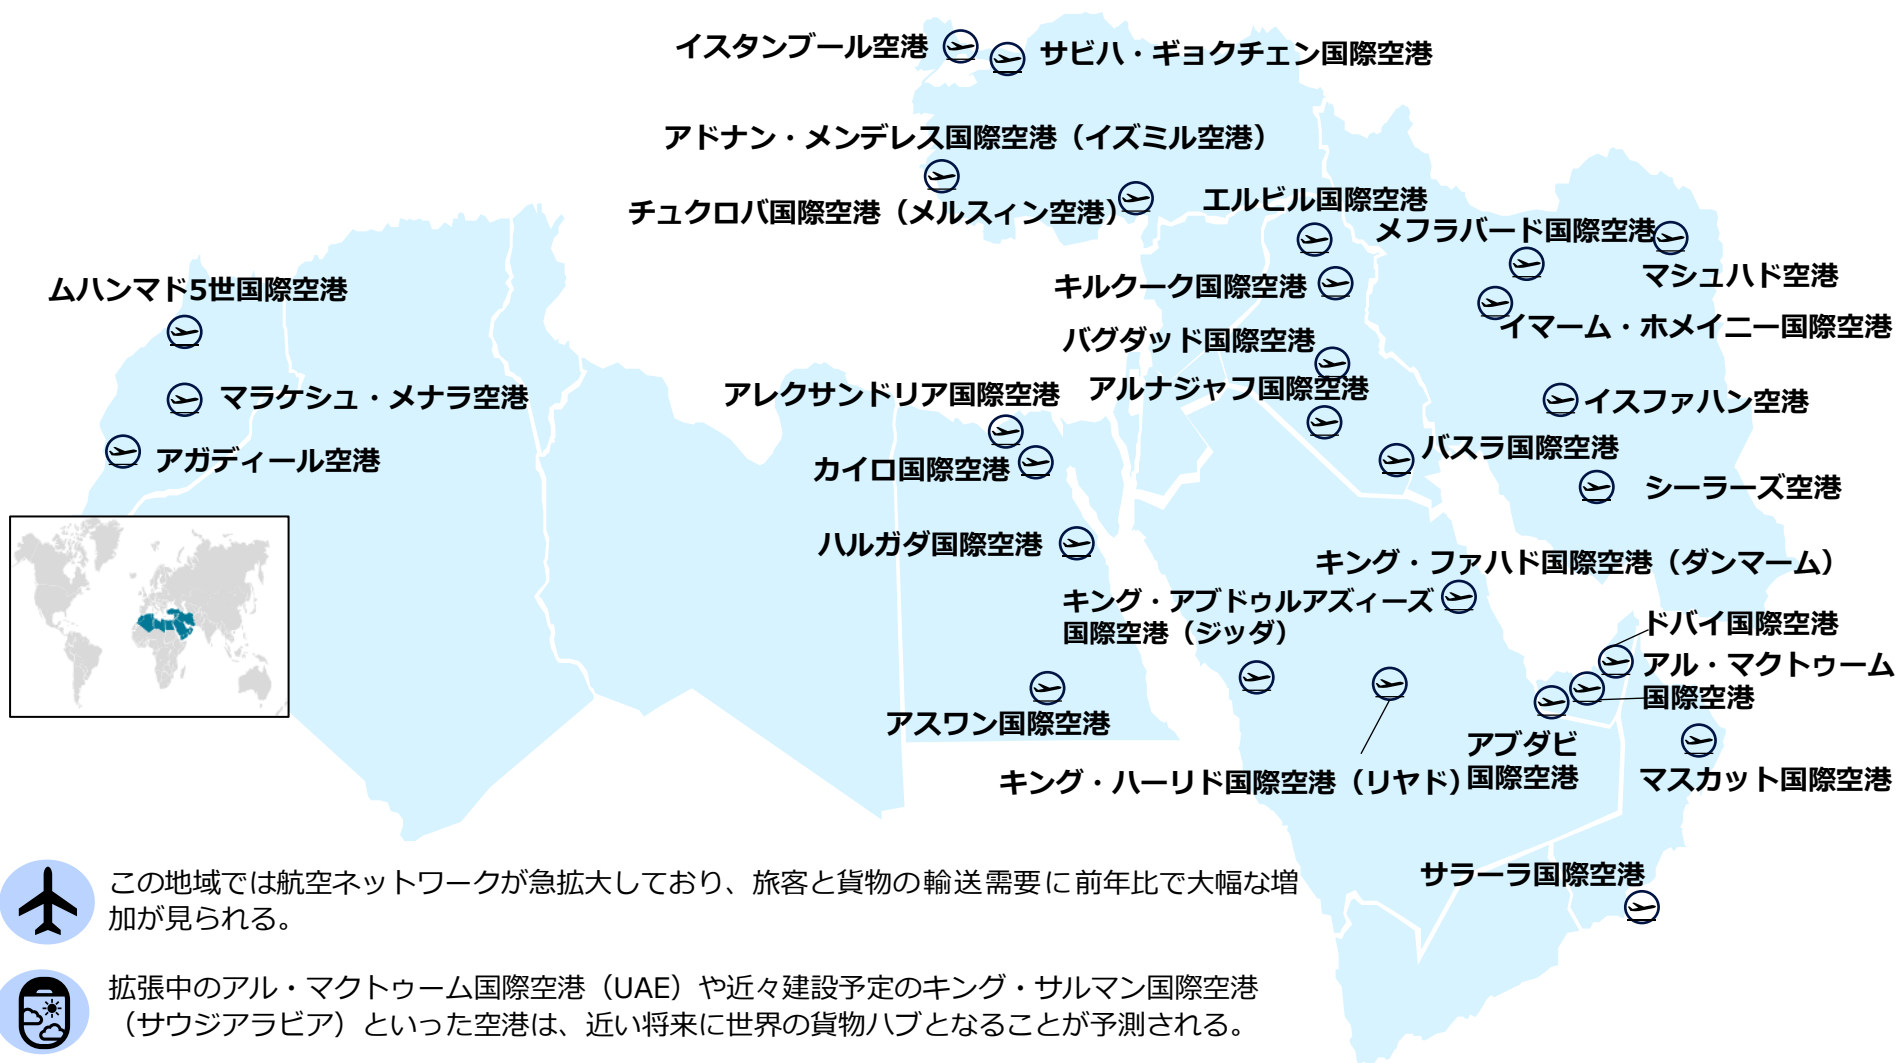 イスタンブール空港
サビハ・ギョクチェン国際空港
アドナン・メンデレス国際空港（イズミル空港）
チュクロバ国際空港（メルスィン空港）
エルビル国際空港
メフラバード国際空港
マシュハド空港
ムハンマド5世国際空港
キルクーク国際空港
イマーム・ホメイニー国際空港
バグダッド国際空港
マラケシュ・メナラ空港
アレクサンドリア国際空港
アルナジャフ国際空港
イスファハン空港
アガディール空港
カイロ国際空港
バスラ国際空港
シーラーズ空港
ハルガダ国際空港
キング・ファハド国際空港（ダンマーム）
キング・アブドゥルアズィーズ
国際空港（ジッダ）
ドバイ国際空港
アル・マクトゥーム
国際空港
アスワン国際空港
アブダビ
国際空港
キング・ハーリド国際空港（リヤド）
マスカット国際空港
サラーラ国際空港
この地域では航空ネットワークが急拡大しており、旅客と貨物の輸送需要に前年比で大幅な増
加が見られる。
拡張中のアル・マクトゥーム国際空港（UAE）や近々建設予定のキング・サルマン国際空港
（サウジアラビア）といった空港は、近い将来に世界の貨物ハブとなることが予測される。